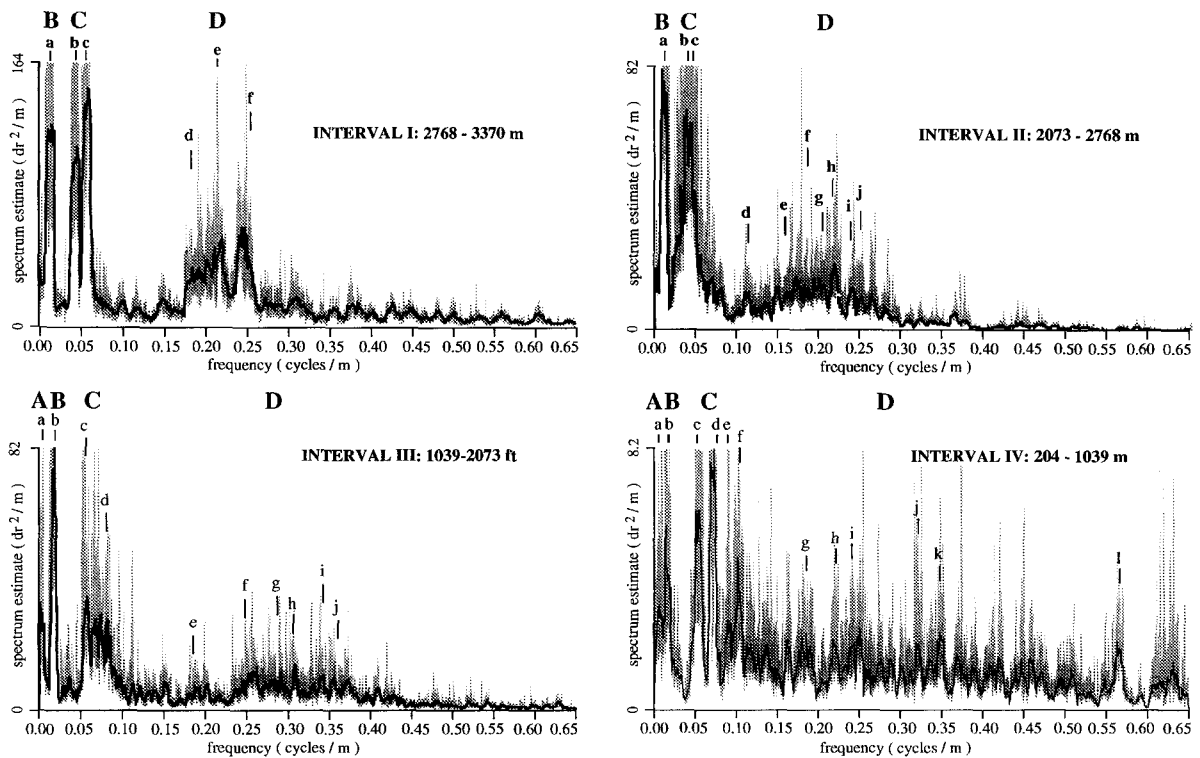 B C D
a b c
164
e
f
d
INTERVAL I: 2768 - 3370 m
spectrum estimate ( dr 2 / m )
0
0.00 0.05 0.10 0.15 0.20 0.25 0.30 0.35 0.40 0.45 0.50 0.55 0.60 0.65
frequency ( cycles / m )
B C D
a b c
82
f
INTERVAL II: 2073 - 2768 m
h
g
j
d
e
i
spectrum estimate ( dr 2 / m )
0
0.00 0.05 0.10 0.15 0.20 0.25 0.30 0.35 0.40 0.45 0.50 0.55 0.60 0.65
frequency ( cycles / m )
A B C D
a b c
82
INTERVAL III: 1039-2073 ft
d
i
f g
h
j
e
spectrum estimate ( dr 2 / m )
0
0.00 0.05 0.10 0.15 0.20 0.25 0.30 0.35 0.40 0.45 0.50 0.55 0.60 0.65
frequency ( cycles / m )
A B C D
a b c d e
f
8.2
INTERVAL IV: 204 - 1039 m
j
g h i
k
l
spectrum estimate ( dr 2 / m )
0
0.00 0.05 0.10 0.15 0.20 0.25 0.30 0.35 0.40 0.45 0.50 0.55 0.60 0.65
frequency ( cycles / m )